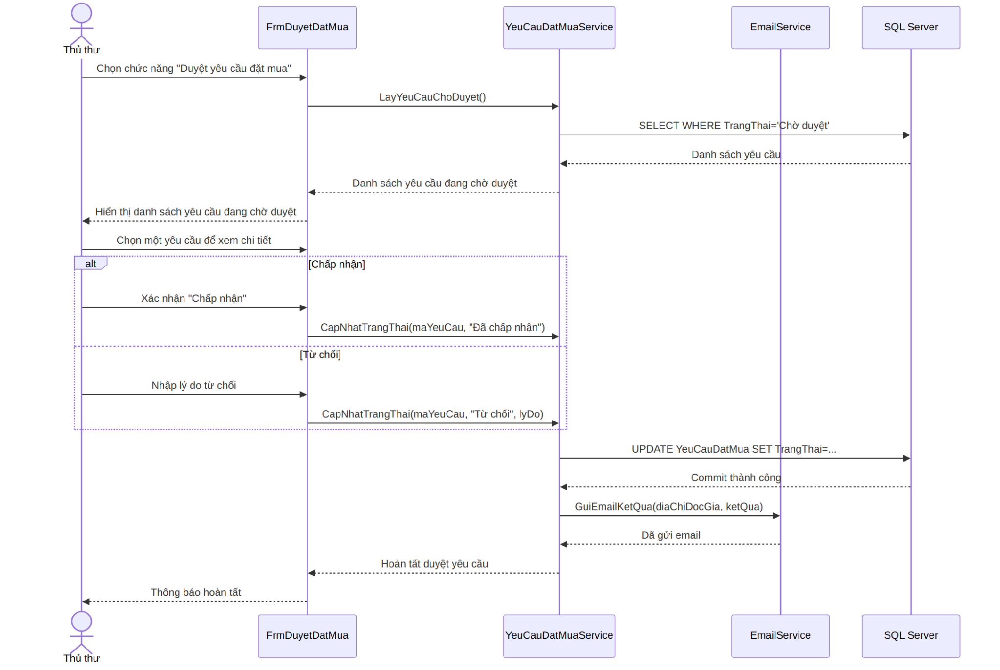 FrmDuyetDatMua
YeuCauDatMuaService
EmailService
SQL Server
Thủ thư
Chọn chức năng "Duyệt yêu cầu đặt mua"
LayYeuCauChoDuyet()
SELECT WHERE TrangThai='Chờ duyệt'
Danh sách yêu cầu
Danh sách yêu cầu đang chờ duyệt
Hiển thị danh sách yêu cầu đang chờ duyệt
Chọn một yêu cầu để xem chi tiết
alt
[Chấp nhận]
Xác nhận "Chấp nhận"
CapNhatTrangThai(maYeuCau, "Đã chấp nhận")
[Từ chối]
Nhập lý do từ chối
CapNhatTrangThai(maYeuCau, "Từ chối", lyDo)
UPDATE YeuCauDatMua SET TrangThai=...
Commit thành công
GuiEmailKetQua(diaChiDocGia, ketQua)
Đã gửi email
Hoàn tất duyệt yêu cầu
Thông báo hoàn tất
FrmDuyetDatMua
YeuCauDatMuaService
EmailService
SQL Server
Thủ thư